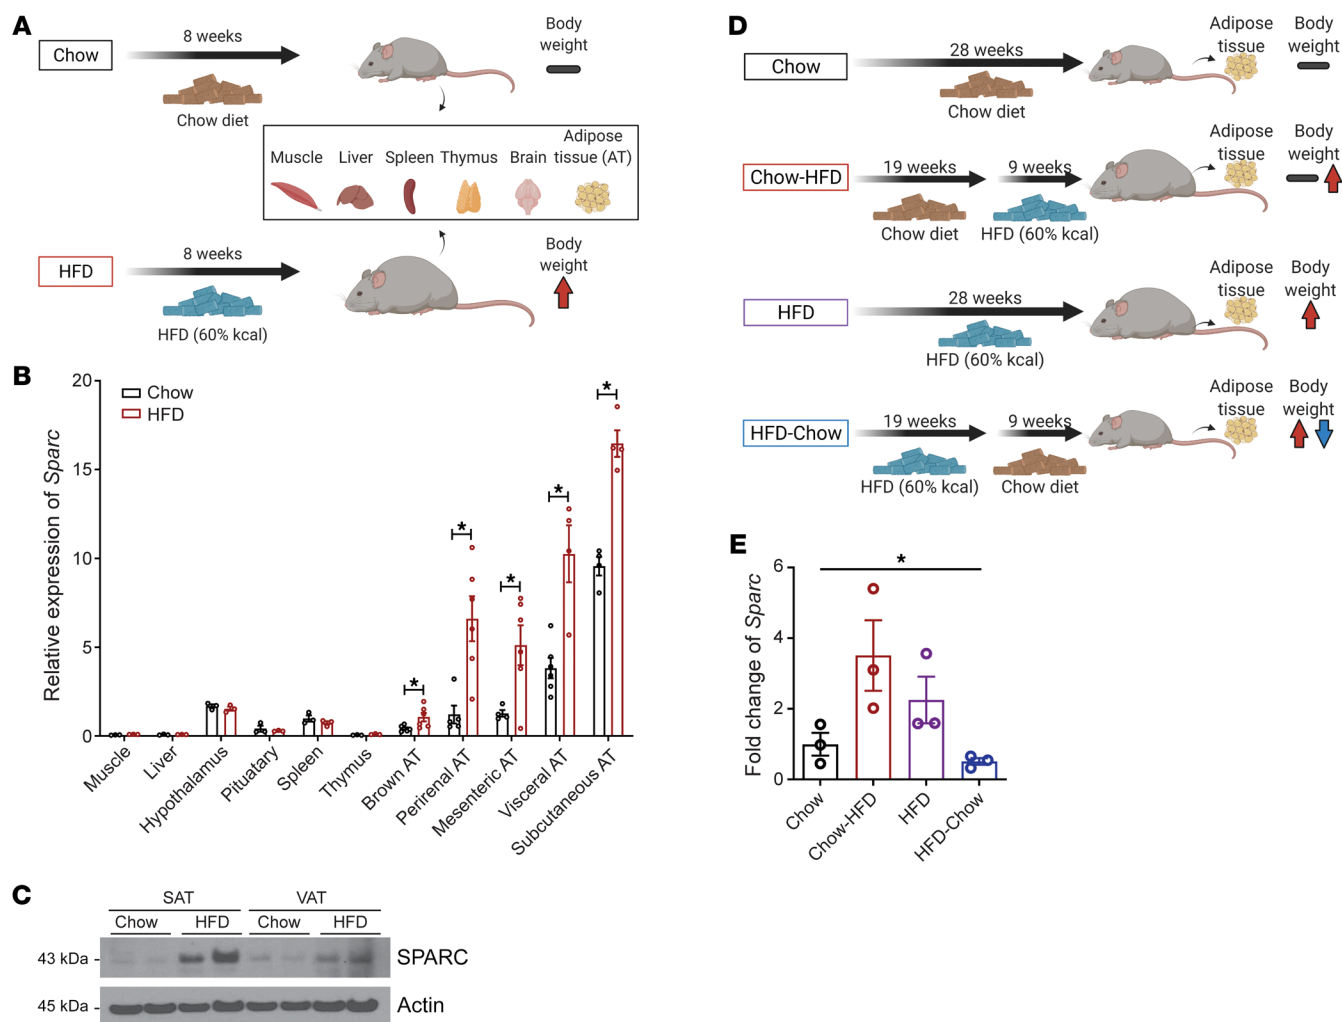 A
Chow
8 weeks
Chow diet
Body
weight
Muscle Liver Spleen Thymus Brain Adipose
tissue (AT)
HFD
8 weeks
HFD (60% kcal)
Body
weight
B
Relative expression of Sparc
20
15
10
5
0
Chow
HFD
*
*
*
*
*
Muscle
Liver
Hypothalamus
Pituatary
Spleen
Thymus
Brown AT
Perirenal AT
Mesenteric AT
Visceral AT
Subcutaneous AT
C
SAT VAT
Chow HFD Chow HFD
43 kDa SPARC
45 kDa Actin
D
Chow
28 weeks
Chow diet
Adipose
tissue
Body
weight
Chow-HFD
19 weeks
Chow diet
9 weeks
HFD (60% kcal)
Adipose
tissue
Body
weight
HFD
28 weeks
HFD (60% kcal)
Adipose
tissue
Body
weight
HFD-Chow
19 weeks
HFD (60% kcal)
9 weeks
Chow diet
Adipose
tissue
Body
weight
E
Fold change of Sparc
6
4
2
0
*
Chow
Chow-HFD
HFD
HFD-Chow